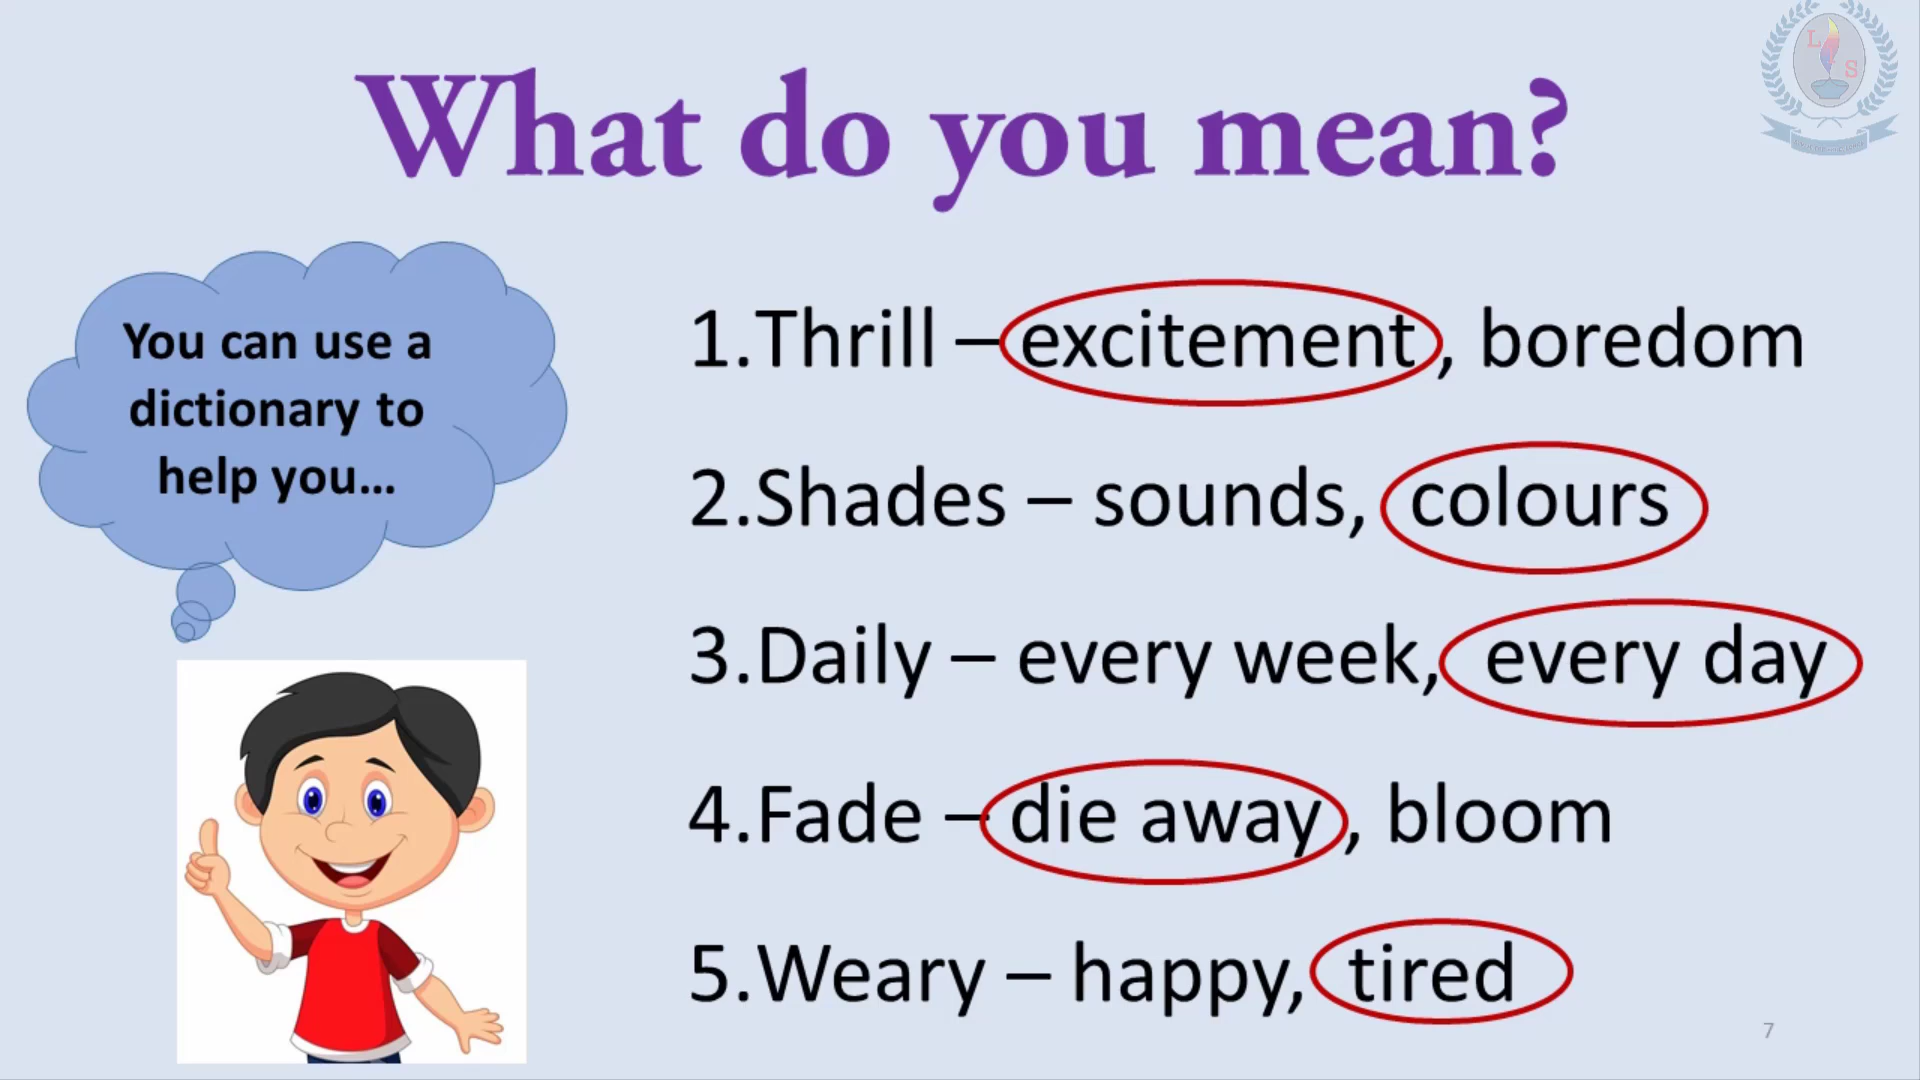 What do you mean?
You can use a
dictionary to
help you...
1.Thrill – excitement, boredom
2.Shades – sounds, colours
3.Daily – every week, every day
4.Fade – die away, bloom
5.Weary – happy, tired
L
S
7